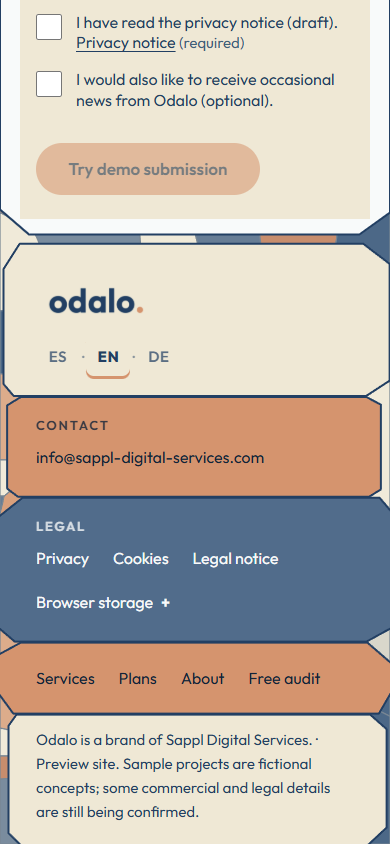 I have read the privacy notice (draft).
Privacy notice (required)
I would also like to receive occasional
news from Odalo (optional).
Try demo submission
odalo.
ES · EN · DE
CONTACT
info@sappl-digital-services.com
LEGAL
Privacy Cookies Legal notice
Browser storage +
Services Plans About Free audit
Odalo is a brand of Sappl Digital Services. ·
Preview site. Sample projects are fictional
concepts; some commercial and legal details
are still being confirmed.